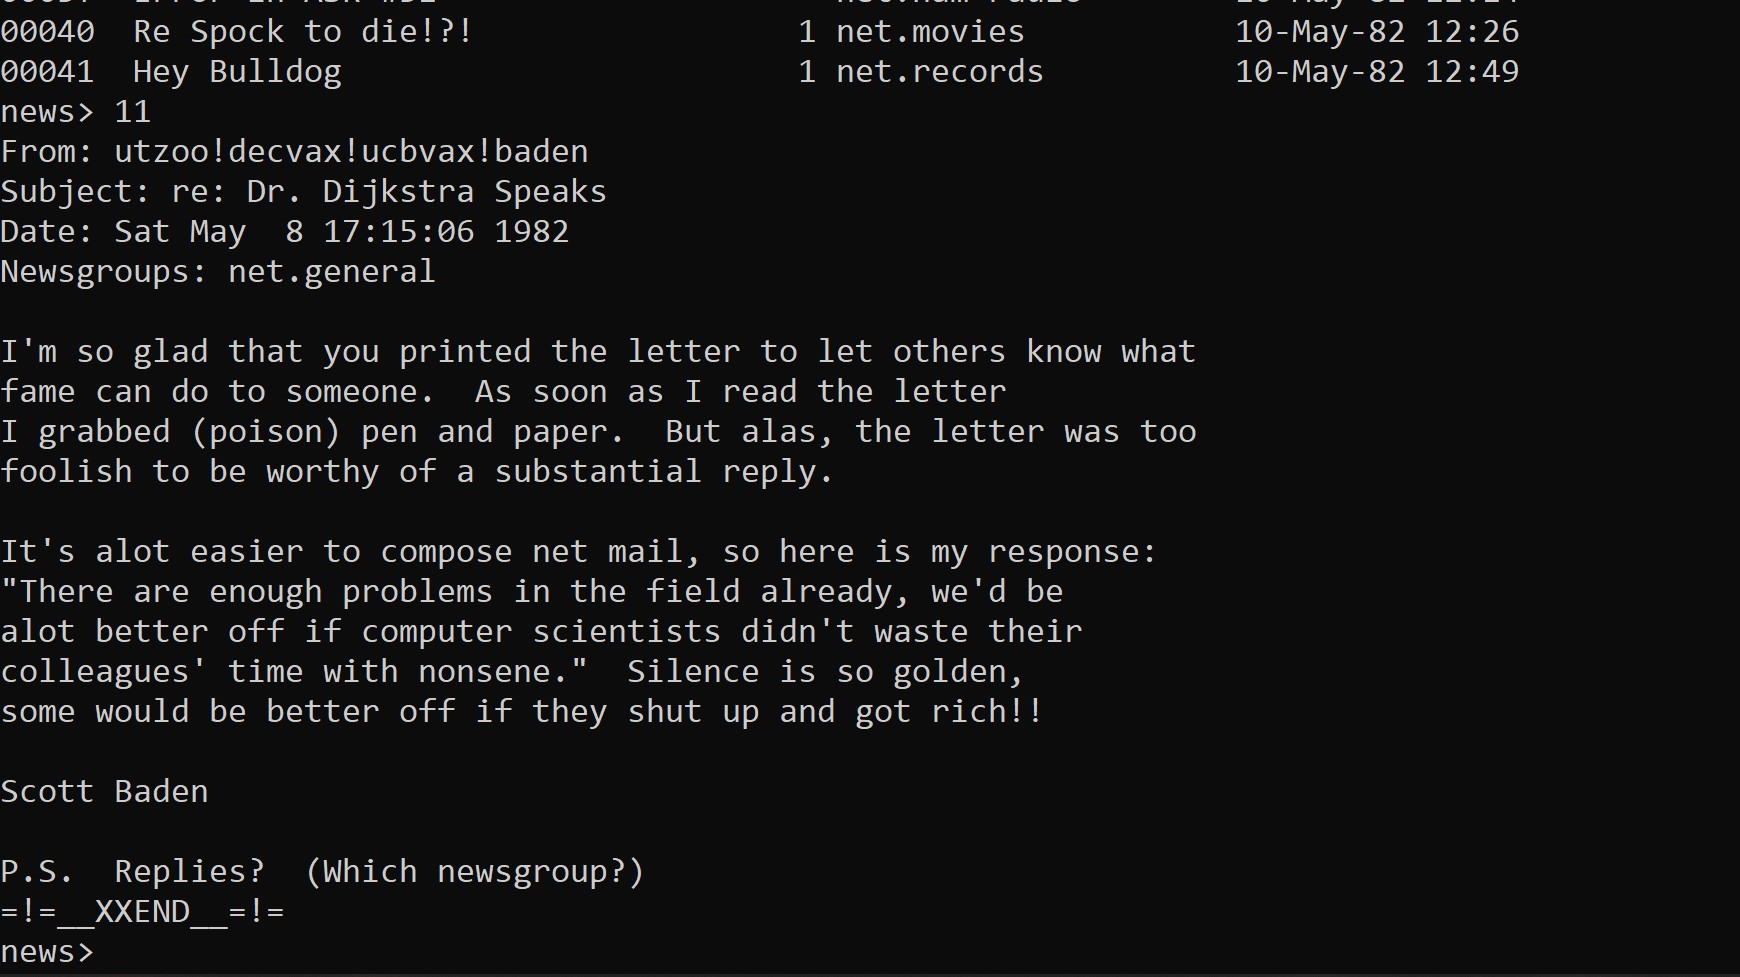 00040  Re Spock to die!?!                 1 net.movies           10-May-82 12:26
00041  Hey Bulldog                        1 net.records          10-May-82 12:49
news> 11
From: utzoo!decvax!ucbvax!baden
Subject: re: Dr. Dijkstra Speaks
Date: Sat May  8 17:15:06 1982
Newsgroups: net.general

I'm so glad that you printed the letter to let others know what
fame can do to someone.  As soon as I read the letter
I grabbed (poison) pen and paper.  But alas, the letter was too
foolish to be worthy of a substantial reply.

It's alot easier to compose net mail, so here is my response:
"There are enough problems in the field already, we'd be
alot better off if computer scientists didn't waste their
colleagues' time with nonsene."  Silence is so golden,
some would be better off if they shut up and got rich!!

Scott Baden

P.S.  Replies?  (Which newsgroup?)
=!=__XXEND__=!=
news>